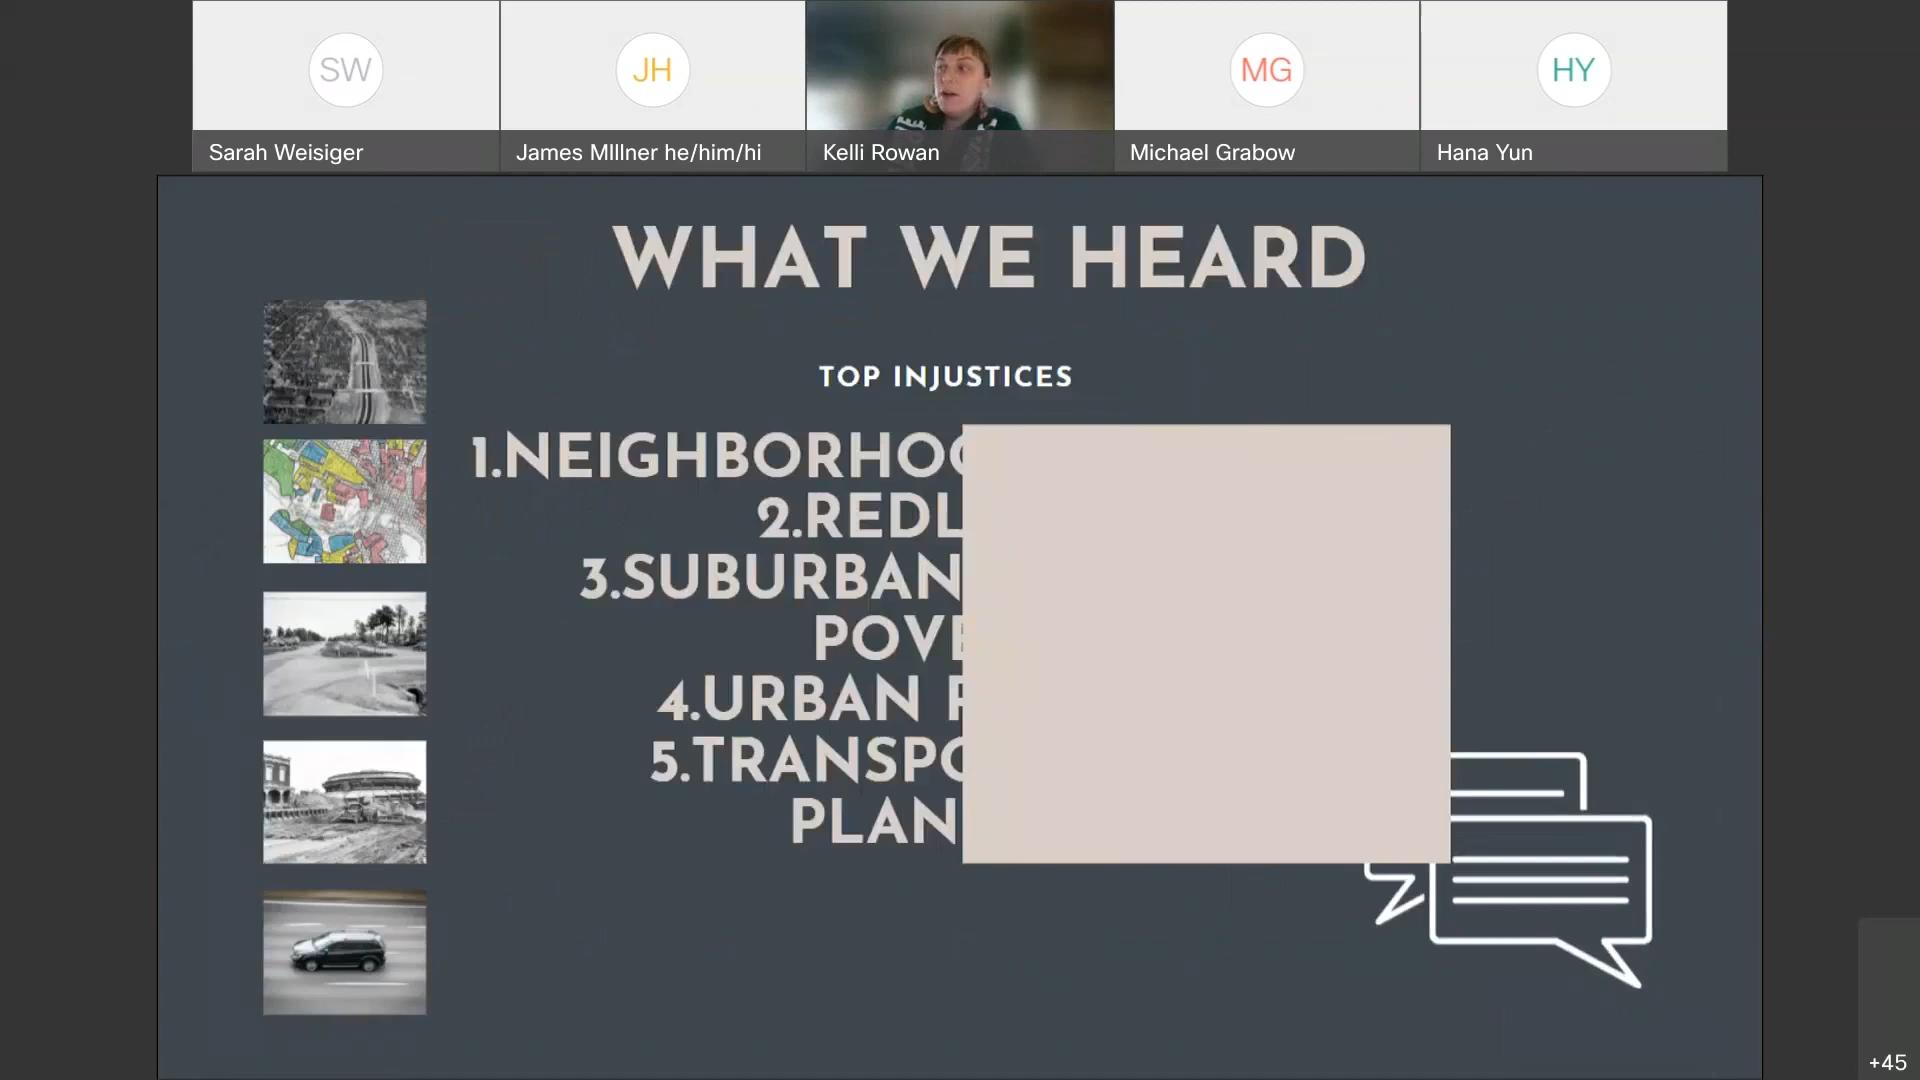 SW
JH
MG
HY
Sarah Weisiger
James MIllner he/him/hi
Kelli Rowan
Michael Grabow
Hana Yun
WHAT WE HEARD
TOP INJUSTICES
1.NEIGHBORHOO
2.REDL
3.SUBURBAN
POVE
4.URBAN R
5.TRANSPO
PLAN
+45